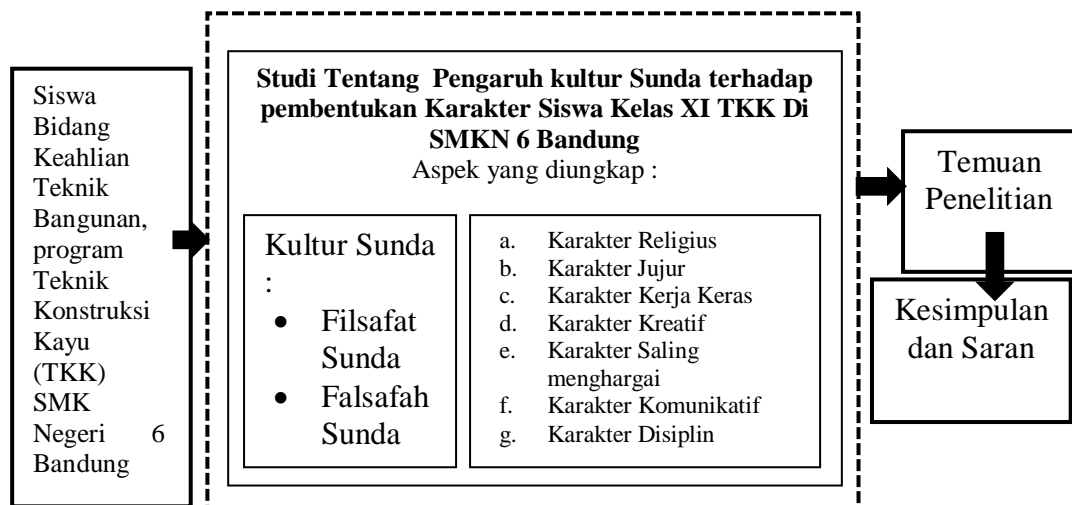 Siswa
Bidang
Keahlian
Teknik
Bangunan,
program
Teknik
Konstruksi
Kayu
(TKK)
SMK
Negeri 6
Bandung
Studi Tentang Pengaruh kultur Sunda terhadap
pembentukan Karakter Siswa Kelas XI TKK Di
SMKN 6 Bandung
Aspek yang diungkap :
Kultur Sunda
:
• Filsafat
Sunda
• Falsafah
Sunda
a. Karakter Religius
b. Karakter Jujur
c. Karakter Kerja Keras
d. Karakter Kreatif
e. Karakter Saling
menghargai
f. Karakter Komunikatif
g. Karakter Disiplin
Temuan
Penelitian
Kesimpulan
dan Saran